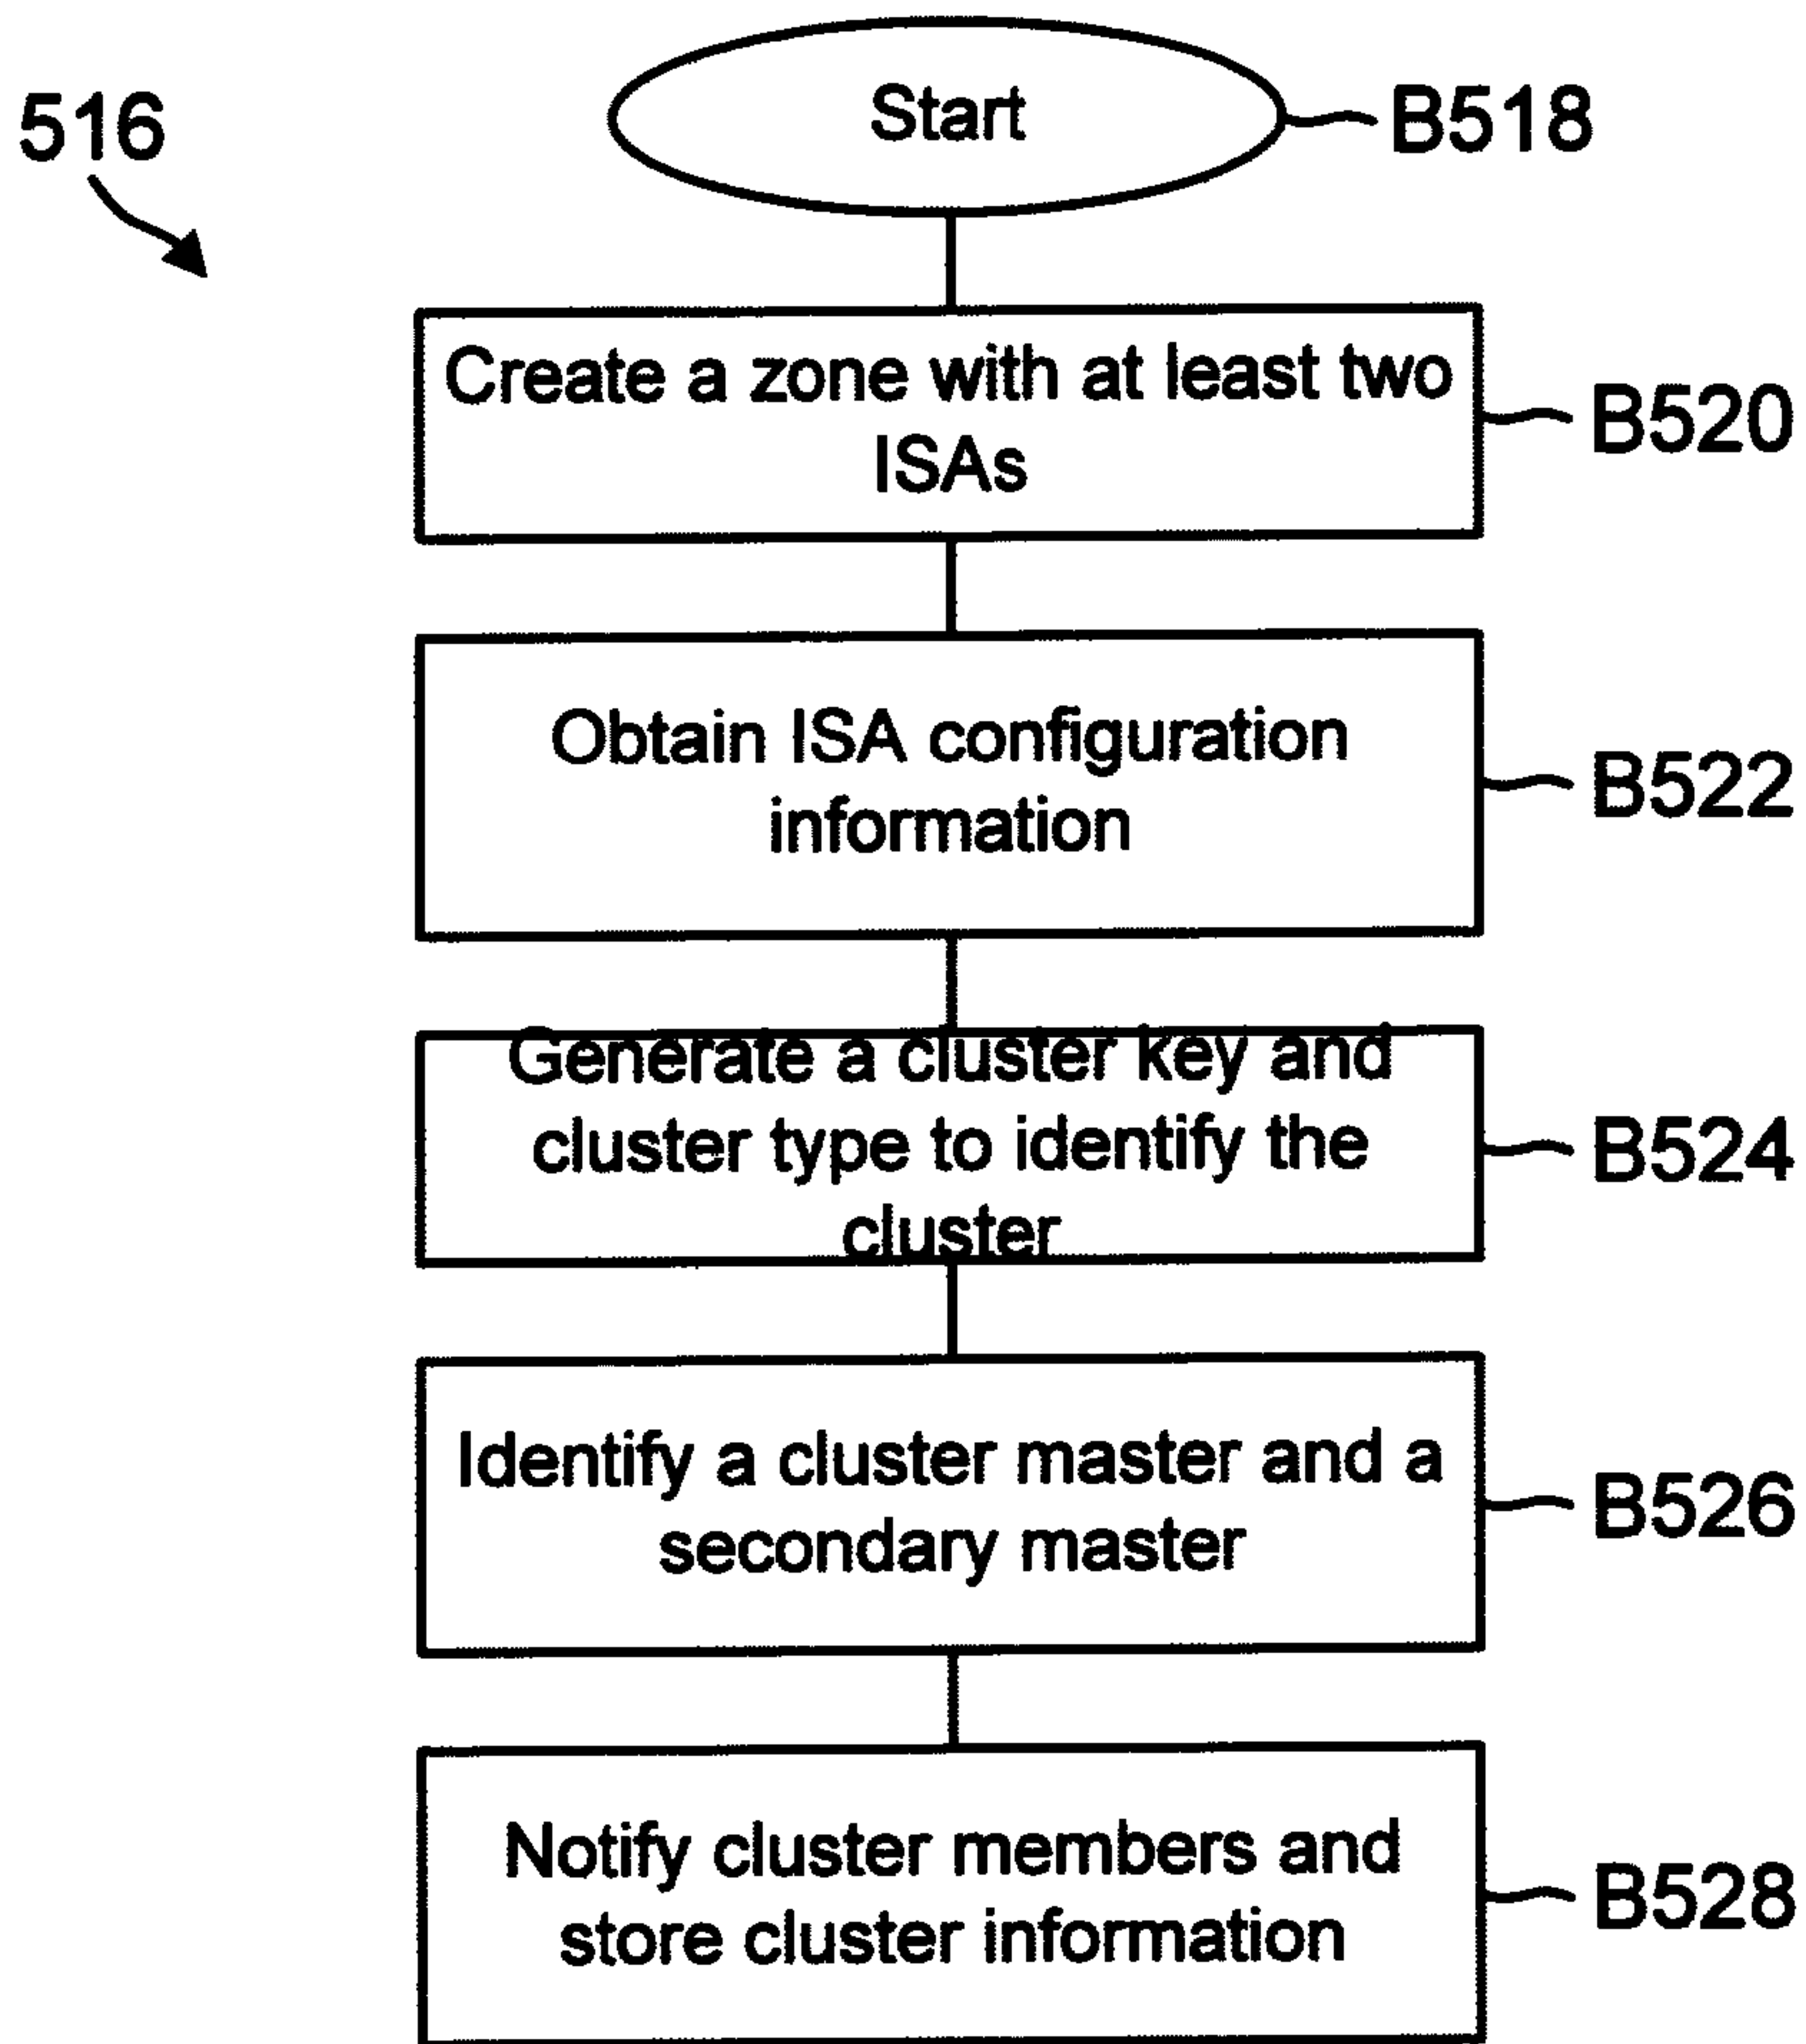 516
Start
B518
Create a zone with at least two
ISAs
B520
Obtain ISA configuration
information
B522
Generate a cluster key and
cluster type to identify the
cluster
B524
Identify a cluster master and a
secondary master
B526
Notify cluster members and
store cluster information
B528